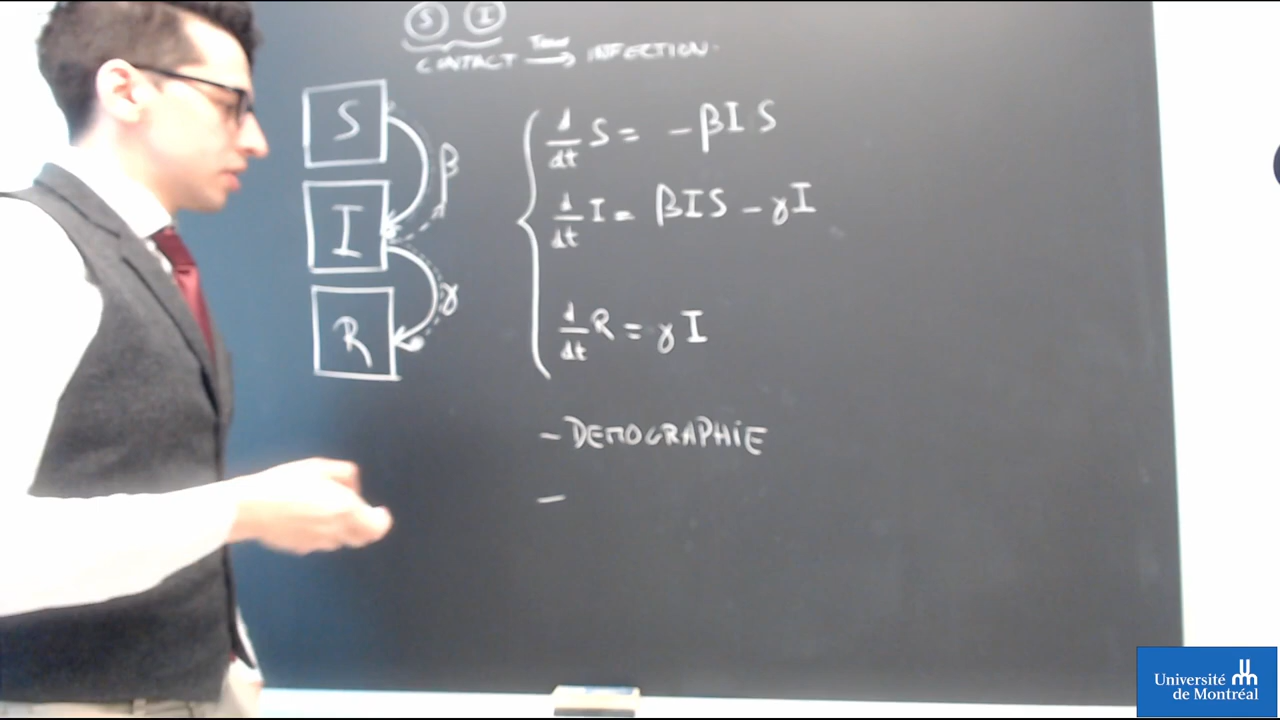 S I
CONTACT → INFECTION.
S
β
I
γ
R
d/dt S = - βIS
d/dt I = βIS - γI
d/dt R = γI
- DEMOGRAPHiE
-
Université
de Montréal